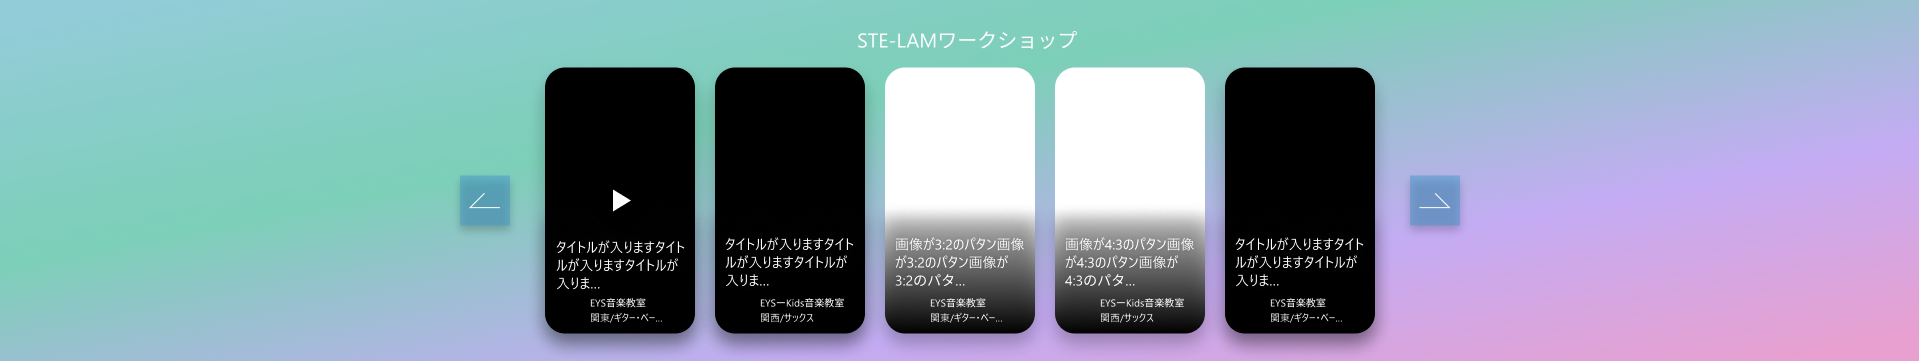 STE-LAMワークショップ
タイトルが入りますタイト
ルが入りますタイトルが
入りま...
EYS音楽教室
関東/ギター・ベー...
タイトルが入りますタイト
ルが入りますタイトルが
入りま...
EYSーKids音楽教室
関西/サックス
画像が3:2のパタン画像
が3:2のパタン画像が
3:2のパタ...
EYS音楽教室
関東/ギター・ベー...
画像が4:3のパタン画像
が4:3のパタン画像が
4:3のパタ...
EYSーKids音楽教室
関西/サックス
タイトルが入りますタイト
ルが入りますタイトルが
入りま...
EYS音楽教室
関東/ギター・ベー...